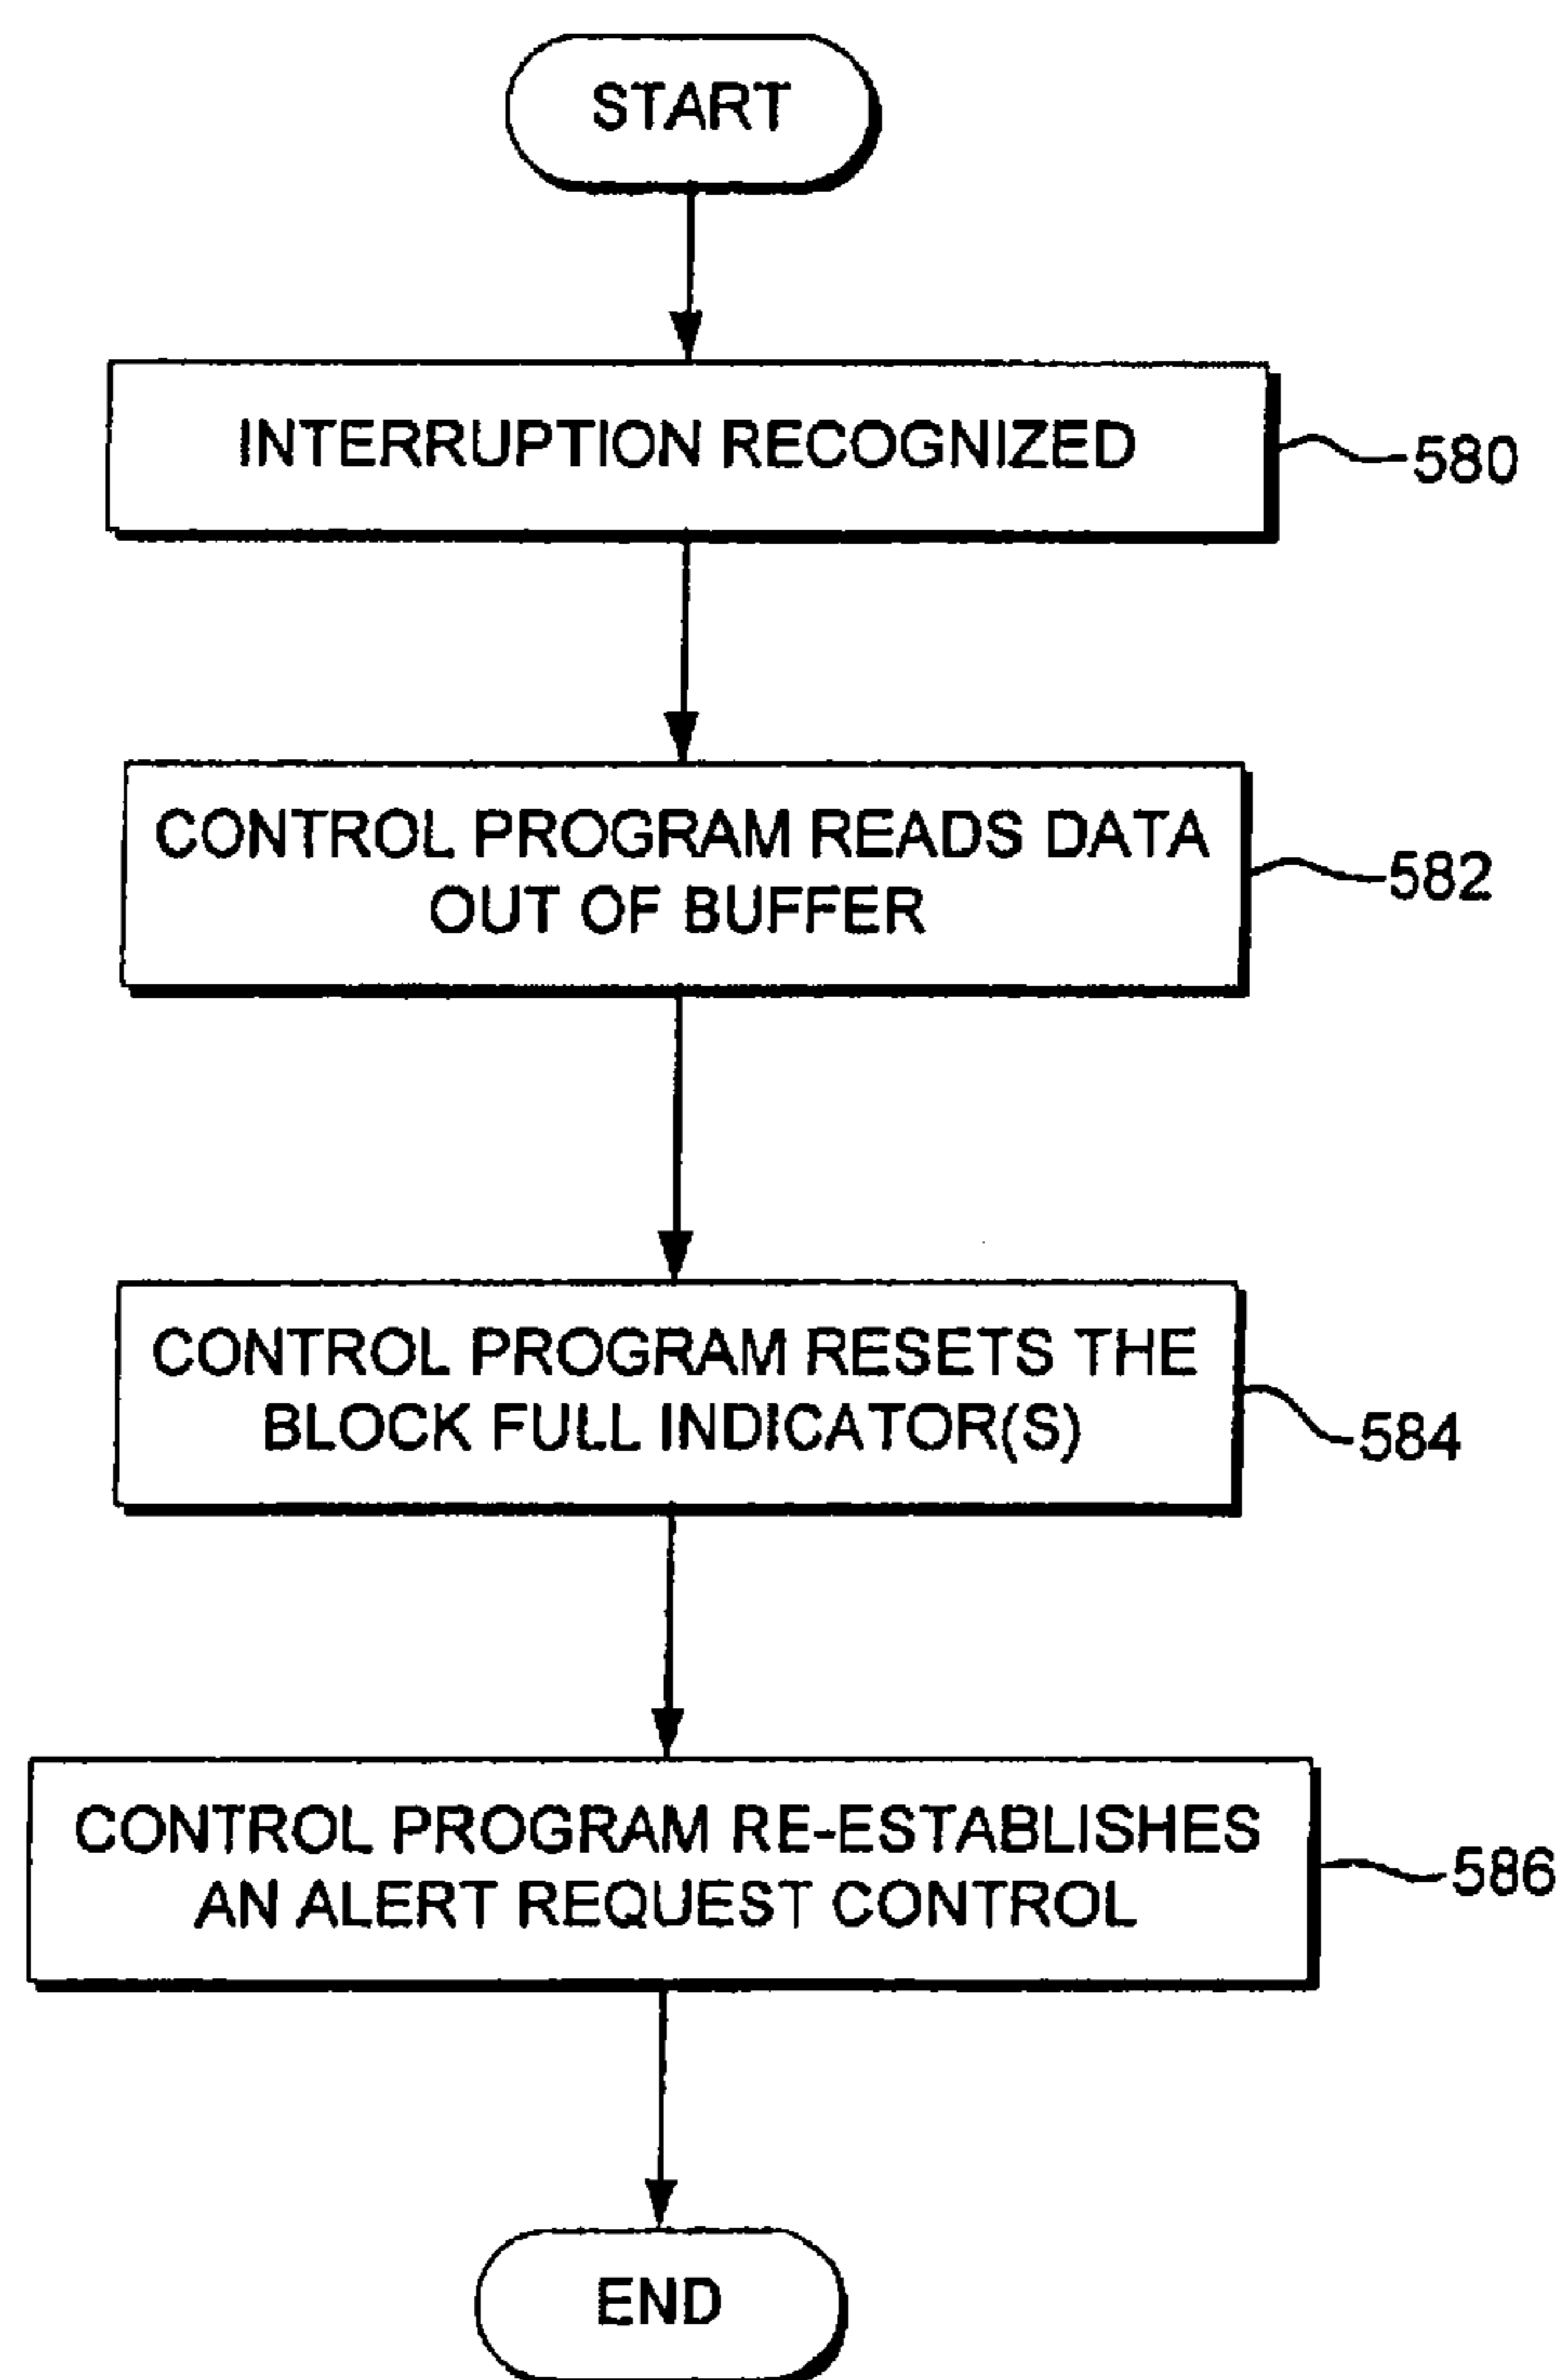 START
INTERRUPTION RECOGNIZED
580
CONTROL PROGRAM READS DATA
OUT OF BUFFER
582
CONTROL PROGRAM RESETS THE
BLOCK FULL INDICATOR(S)
584
CONTROL PROGRAM RE-ESTABLISHES
AN ALERT REQUEST CONTROL
586
END